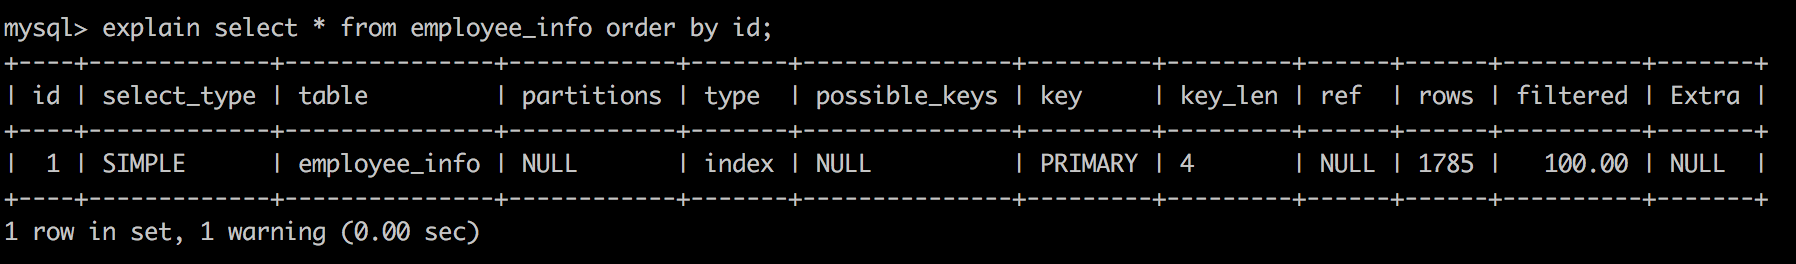 mysql> explain select * from employee_info order by id;
+----+-------------+---------------+------------+-------+---------------+---------+---------+------+------+----------+-------+
| id | select_type | table         | partitions | type  | possible_keys | key     | key_len | ref  | rows | filtered | Extra |
+----+-------------+---------------+------------+-------+---------------+---------+---------+------+------+----------+-------+
|  1 | SIMPLE      | employee_info | NULL       | index | NULL          | PRIMARY | 4       | NULL | 1785 |   100.00 | NULL  |
+----+-------------+---------------+------------+-------+---------------+---------+---------+------+------+----------+-------+
1 row in set, 1 warning (0.00 sec)